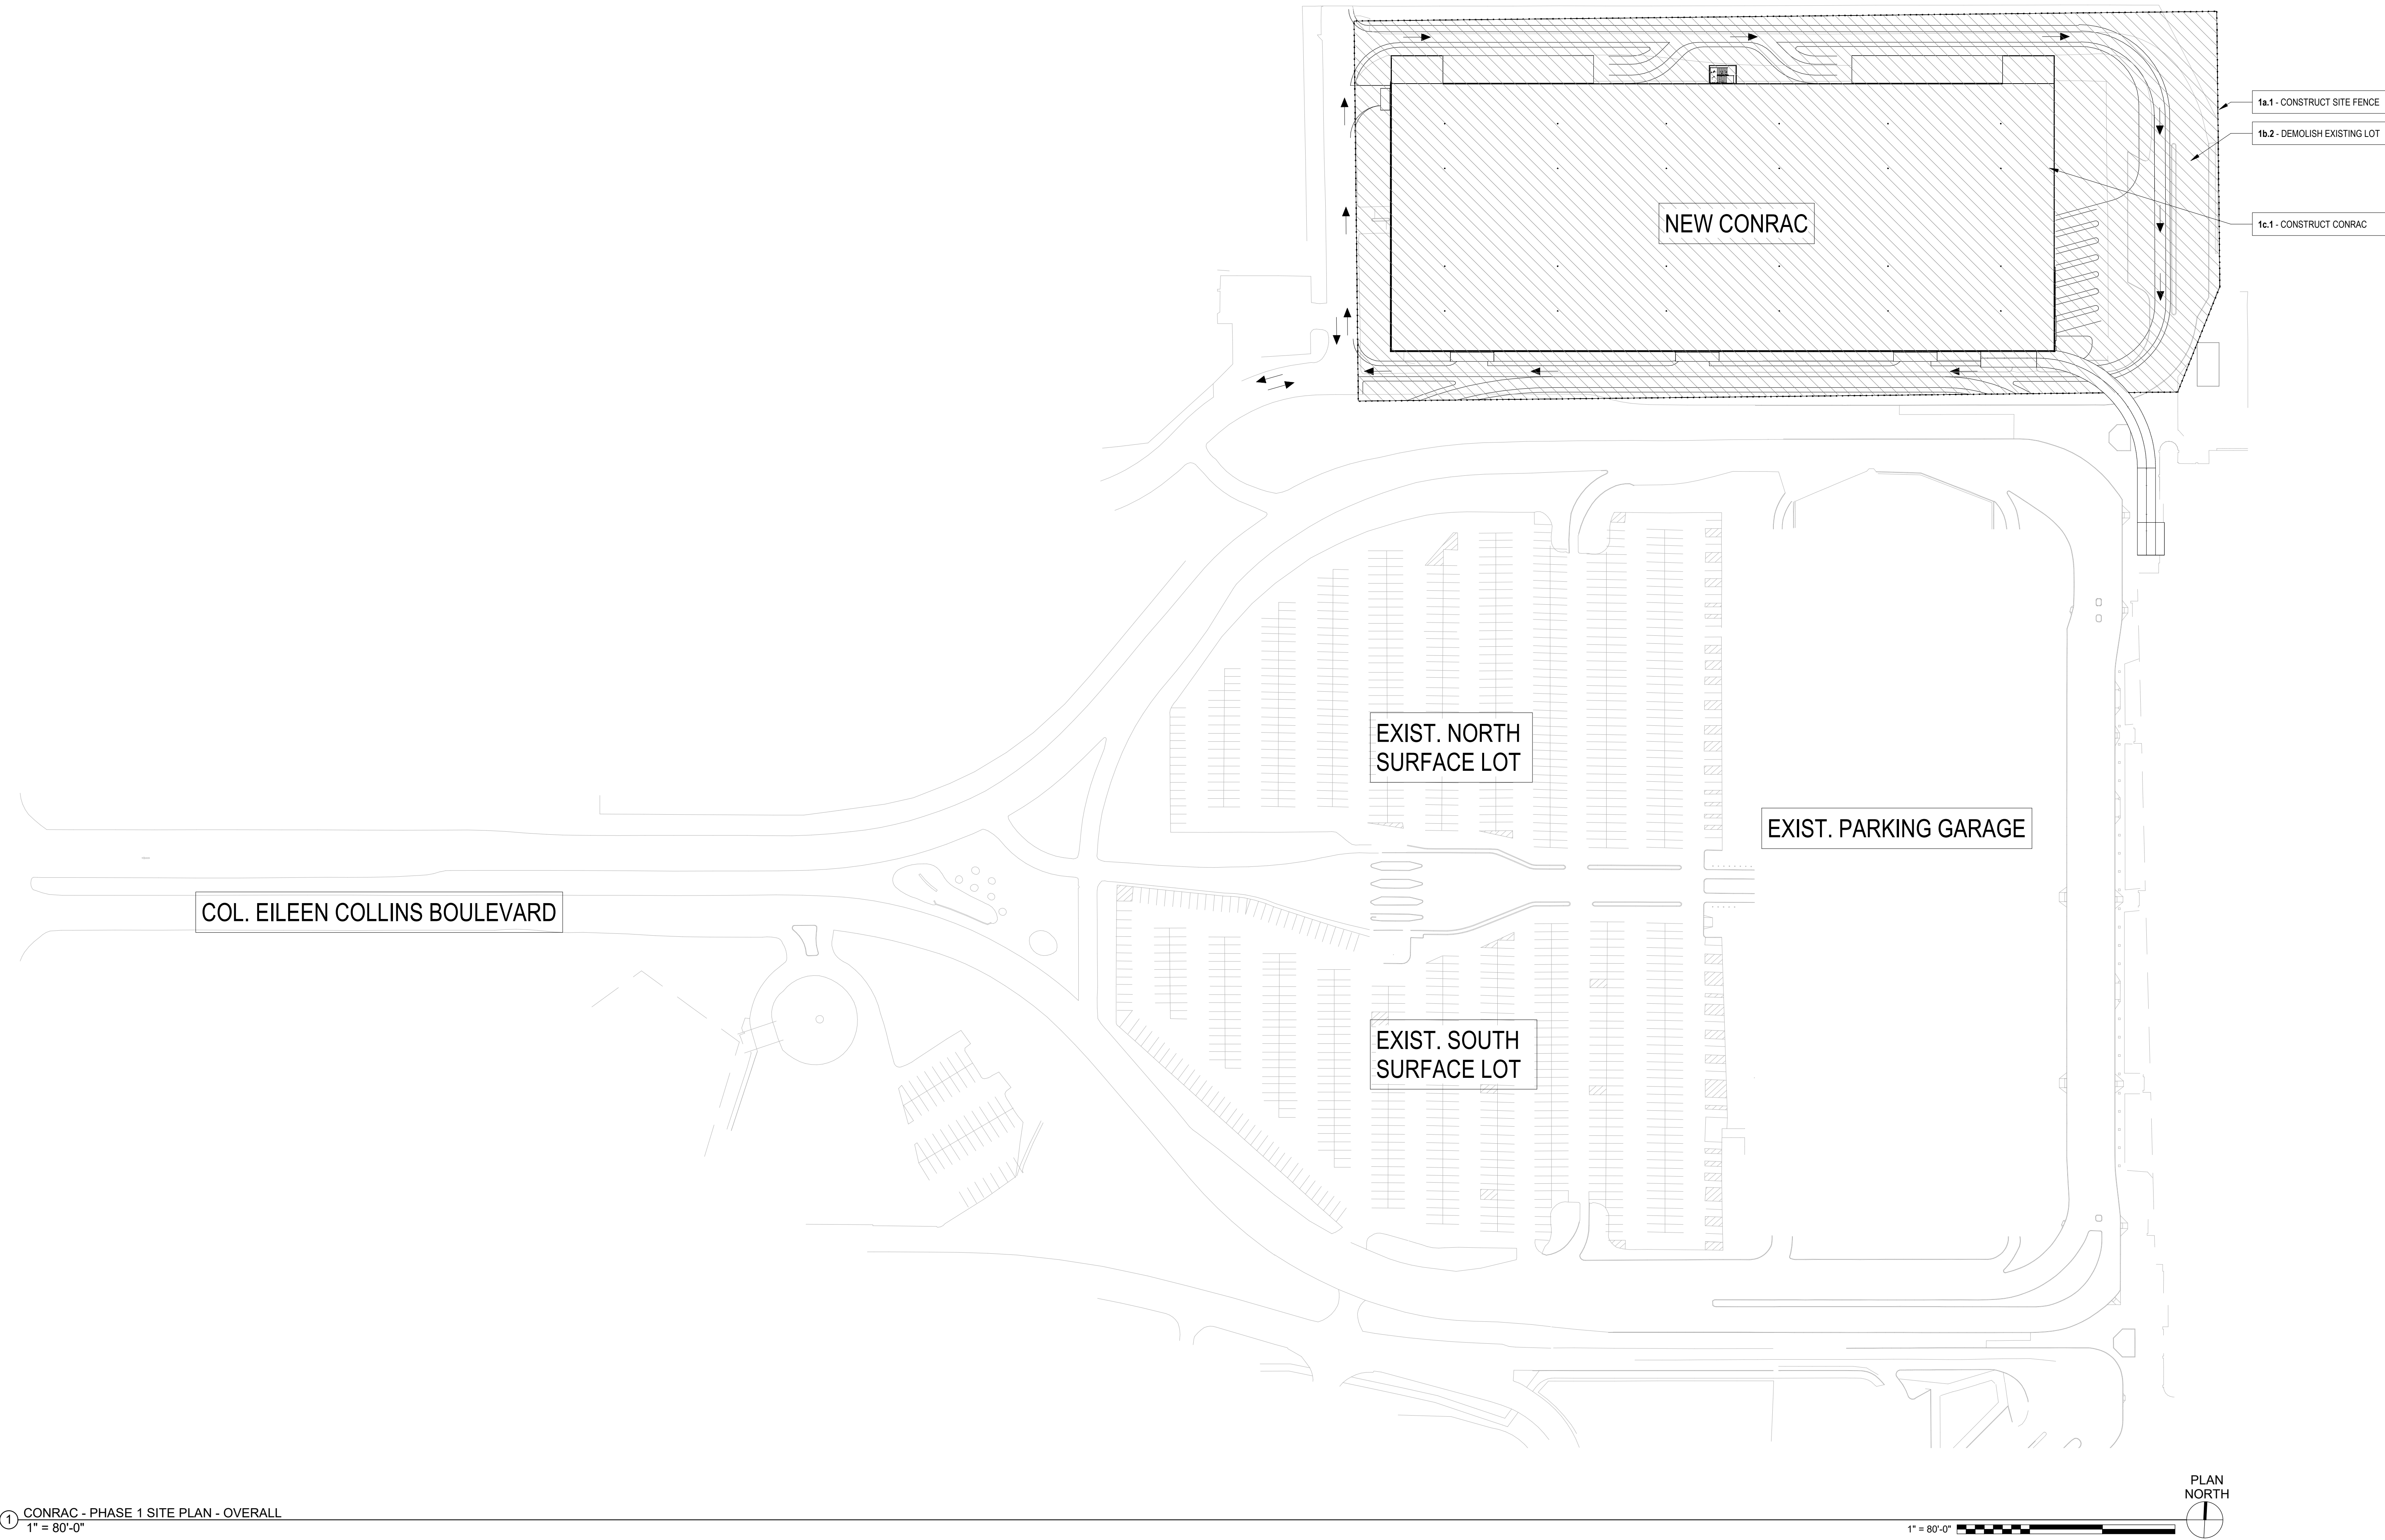 1a.1 - CONSTRUCT SITE FENCE
1b.2 - DEMOLISH EXISTING LOT
NEW CONRAC
1c.1 - CONSTRUCT CONRAC
EXIST. NORTH
SURFACE LOT
EXIST. PARKING GARAGE
COL. EILEEN COLLINS BOULEVARD
EXIST. SOUTH
SURFACE LOT
PLAN
NORTH
1 CONRAC - PHASE 1 SITE PLAN - OVERALL
1" = 80'-0"
1" = 80'-0"